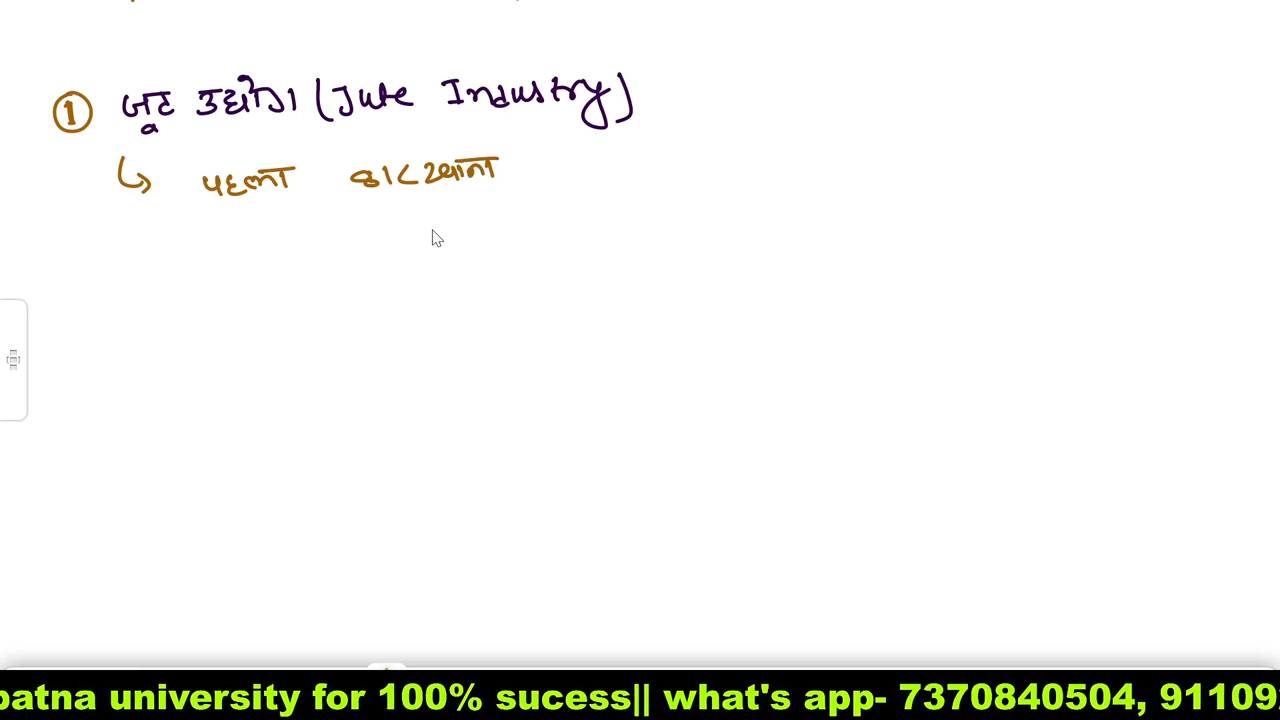 ① जूट उद्योग (Jute Industry)
↳ पहला कारखाना
patna university for 100% sucess|| what's app- 7370840504, 91109